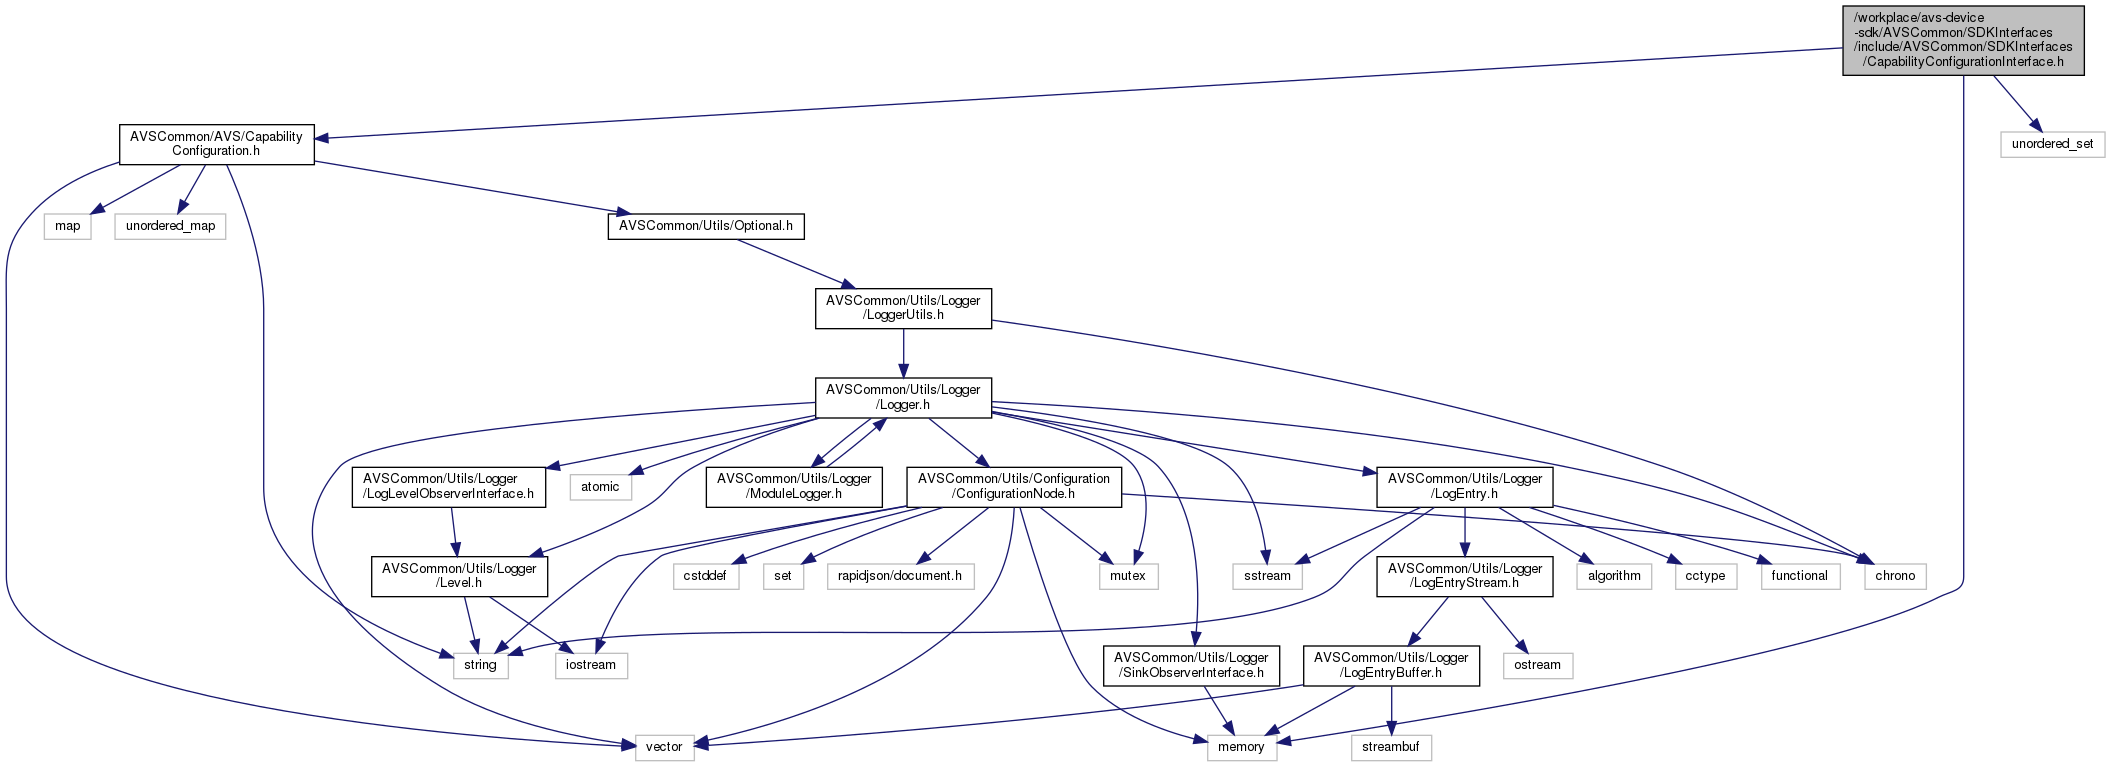 /workplace/avs-device
-sdk/AVSCommon/SDKInterfaces
/include/AVSCommon/SDKInterfaces
/CapabilityConfigurationInterface.h
AVSCommon/AVS/Capability
Configuration.h
unordered_set
map
unordered_map
AVSCommon/Utils/Optional.h
AVSCommon/Utils/Logger
/LoggerUtils.h
AVSCommon/Utils/Logger
/Logger.h
AVSCommon/Utils/Logger
/LogLevelObserverInterface.h
atomic
AVSCommon/Utils/Logger
/ModuleLogger.h
AVSCommon/Utils/Configuration
/ConfigurationNode.h
AVSCommon/Utils/Logger
/LogEntry.h
AVSCommon/Utils/Logger
/Level.h
cstddef
set
rapidjson/document.h
mutex
sstream
AVSCommon/Utils/Logger
/LogEntryStream.h
algorithm
cctype
functional
chrono
string
iostream
AVSCommon/Utils/Logger
/SinkObserverInterface.h
AVSCommon/Utils/Logger
/LogEntryBuffer.h
ostream
vector
memory
streambuf